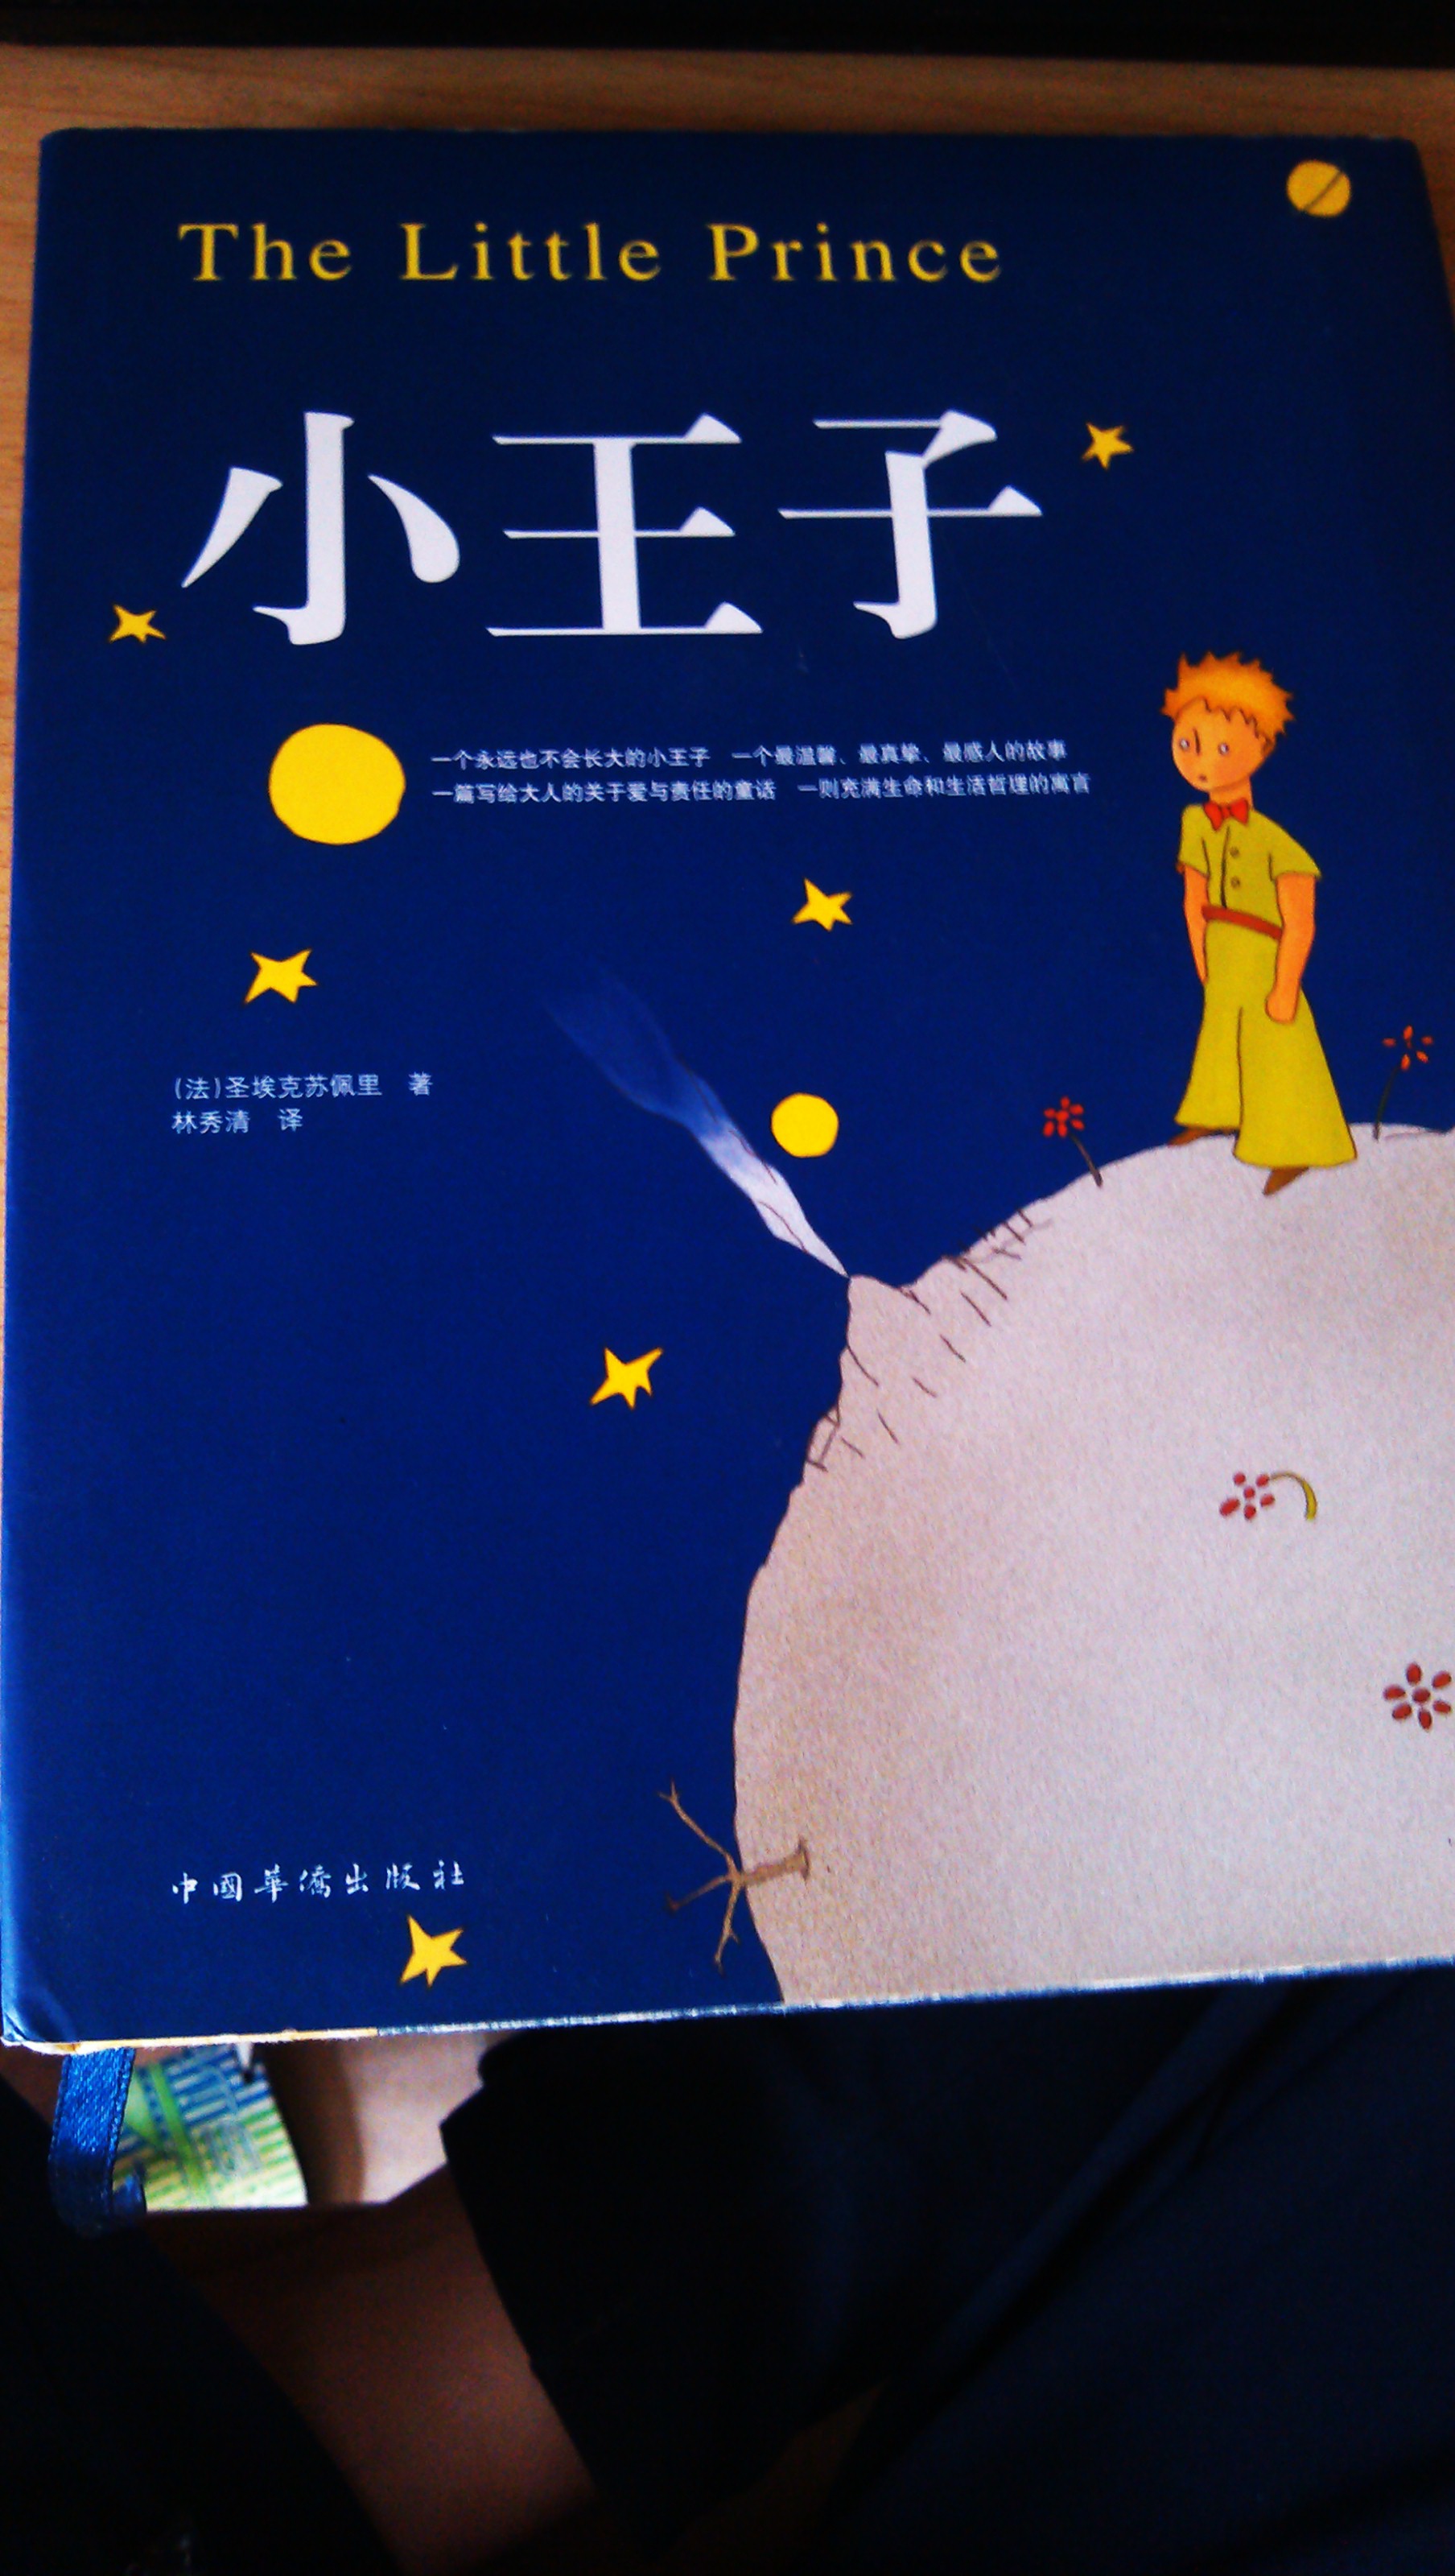 The Little Prince
小王子
一个永远也不会长大的小王子 一个最温馨、最真挚、最感人的故事
一篇写给大人的关于爱与责任的童话 一则充满生命和生活哲理的寓言
(法)圣埃克苏佩里 著
林秀清 译
中國華僑出版社